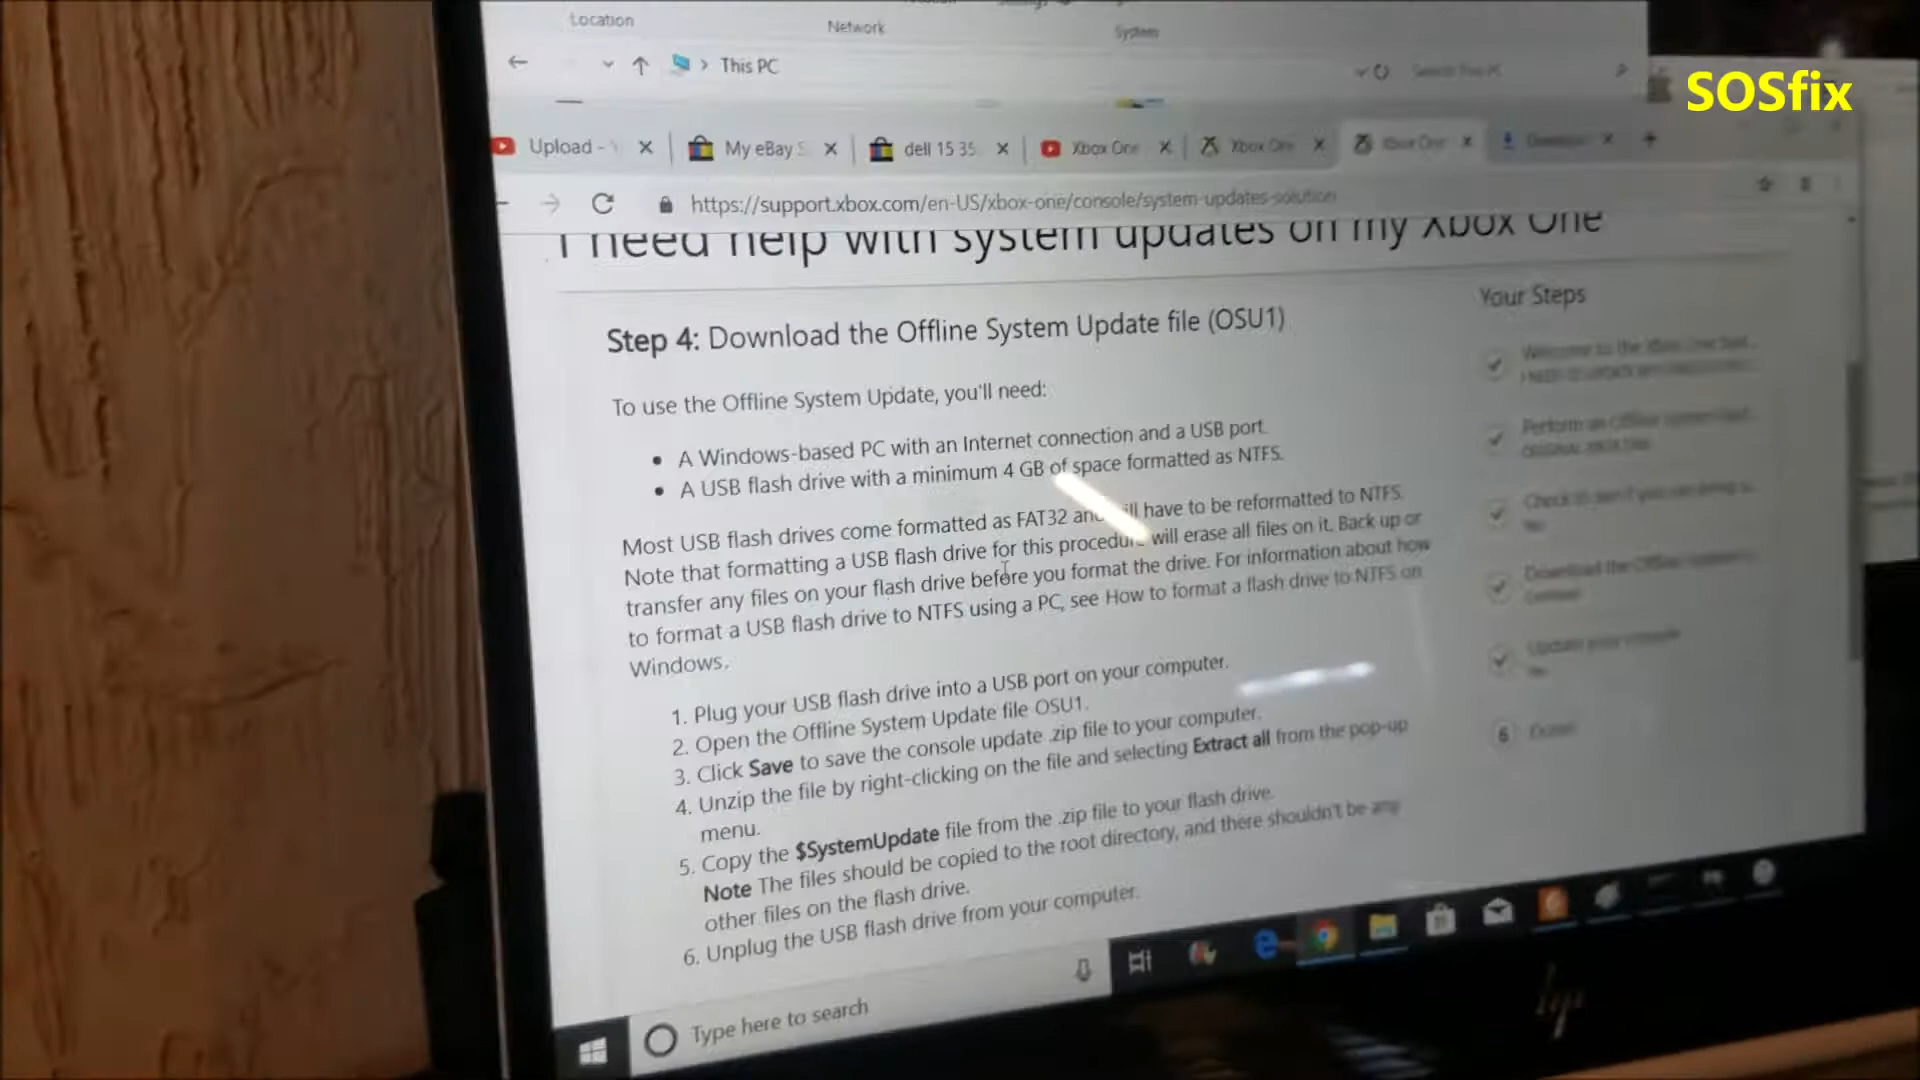 Location
Network
System
This PC
SOSfix
Upload -
My eBay S
dell 15 35
Xbox One
Xbox One
Xbox One
https://support.xbox.com/en-US/xbox-one/console/system-updates-solution
I need help with system updates on my Xbox One
Your Steps
Step 4: Download the Offline System Update file (OSU1)
To use the Offline System Update, you'll need:
• A Windows-based PC with an Internet connection and a USB port.
• A USB flash drive with a minimum 4 GB of space formatted as NTFS.
Most USB flash drives come formatted as FAT32 and will have to be reformatted to NTFS.
Note that formatting a USB flash drive for this procedure will erase all files on it. Back up or
transfer any files on your flash drive before you format the drive. For information about how
to format a USB flash drive to NTFS using a PC, see How to format a flash drive to NTFS on
Windows.
1. Plug your USB flash drive into a USB port on your computer.
2. Open the Offline System Update file OSU1.
3. Click Save to save the console update .zip file to your computer.
4. Unzip the file by right-clicking on the file and selecting Extract all from the pop-up
menu.
5. Copy the $SystemUpdate file from the .zip file to your flash drive.
Note The files should be copied to the root directory, and there shouldn't be any
other files on the flash drive.
6. Unplug the USB flash drive from your computer.
Update your console
6
Type here to search
hp